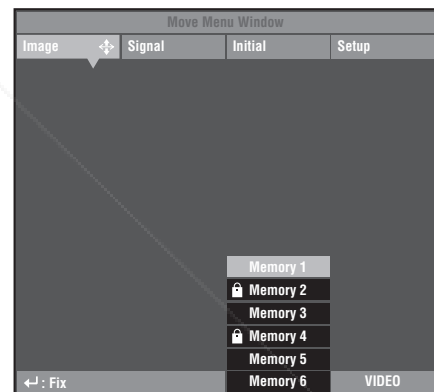 Move Menu Window
Image Signal Initial Setup
Memory 1
Memory 2
Memory 3
Memory 4
Memory 5
: Fix Memory 6 VIDEO